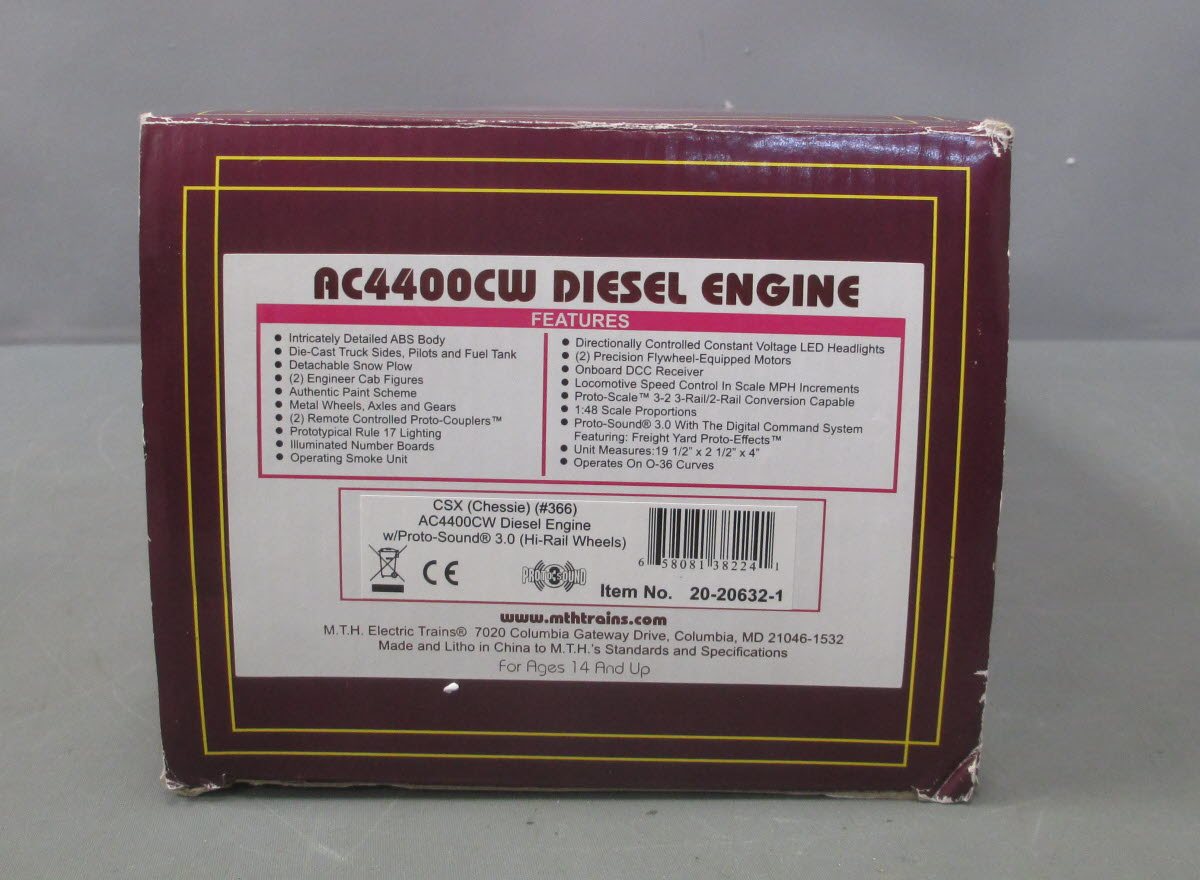 AC4400CW DIESEL ENGINE
FEATURES
• Intricately Detailed ABS Body
• Die-Cast Truck Sides, Pilots and Fuel Tank
• Detachable Snow Plow
• (2) Engineer Cab Figures
• Authentic Paint Scheme
• Metal Wheels, Axles and Gears
• (2) Remote Controlled Proto-Couplers™
• Prototypical Rule 17 Lighting
• Illuminated Number Boards
• Operating Smoke Unit
• Directionally Controlled Constant Voltage LED Headlights
• (2) Precision Flywheel-Equipped Motors
• Onboard DCC Receiver
• Locomotive Speed Control In Scale MPH Increments
• Proto-Scale™ 3-2 3-Rail/2-Rail Conversion Capable
• 1:48 Scale Proportions
• Proto-Sound® 3.0 With The Digital Command System
Featuring: Freight Yard Proto-Effects™
• Unit Measures:19 1/2" x 2 1/2" x 4"
• Operates On O-36 Curves
CSX (Chessie) (#366)
AC4400CW Diesel Engine
w/Proto-Sound® 3.0 (Hi-Rail Wheels)
CE
PROTO 3 SOUND
6 58081 38224 1
Item No. 20-20632-1
www.mthtrains.com
M.T.H. Electric Trains® 7020 Columbia Gateway Drive, Columbia, MD 21046-1532
Made and Litho in China to M.T.H.'s Standards and Specifications
For Ages 14 And Up